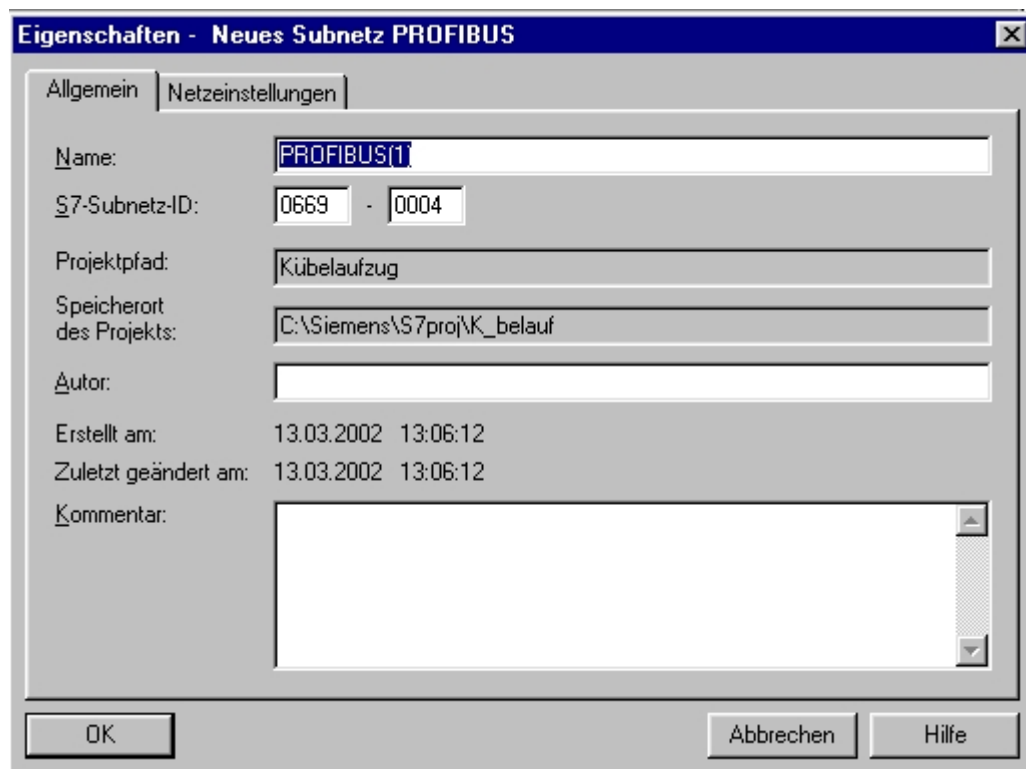 Eigenschaften - Neues Subnetz PROFIBUS
Allgemein Netzeinstellungen
Name: PROFIBUS(1)
S7-Subnetz-ID: 0669 - 0004
Projektpfad: Kübelaufzug
Speicherort
des Projekts: C:\Siemens\S7proj\K_belauf
Autor:
Erstellt am: 13.03.2002 13:06:12
Zuletzt geändert am: 13.03.2002 13:06:12
Kommentar:
OK Abbrechen Hilfe